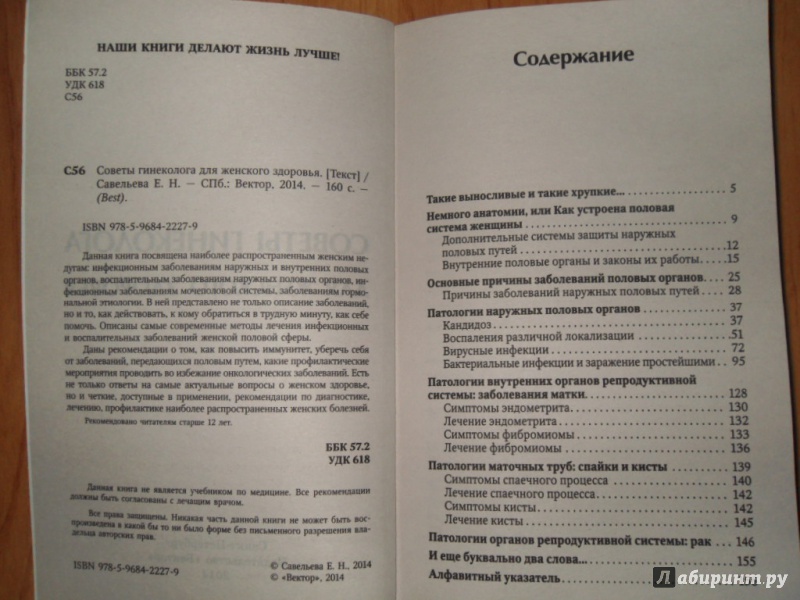 НАШИ КНИГИ ДЕЛАЮТ ЖИЗНЬ ЛУЧШЕ!
ББК 57.2
УДК 618
С56
С56 Советы гинеколога для женского здоровья. [Текст] /
Савельева Е. Н. — СПб.: Вектор, 2014. — 160 с. —
(Best).
ISBN 978-5-9684-2227-9
Данная книга посвящена наиболее распространенным женским не-
дугам: инфекционным заболеваниям наружных и внутренних половых
органов, воспалительным заболеваниям наружных половых органов, ин-
фекционным заболеваниям мочеполовой системы, заболеваниям гормо-
нальной этиологии. В ней представлено не только описание заболеваний,
но и то, как действовать, к кому обратиться в трудную минуту, как себе
помочь. Описаны самые современные методы лечения инфекционных
и воспалительных заболеваний женской половой сферы.
Даны рекомендации о том, как повысить иммунитет, уберечь себя
от заболеваний, передающихся половым путем, какие профилактические
мероприятия проводить во избежание онкологических заболеваний. Есть
не только ответы на самые актуальные вопросы о женском здоровье,
но и четкие, доступные в применении, рекомендации по диагностике,
лечению, профилактике наиболее распространенных женских болезней.
Рекомендовано читателям старше 12 лет.
ББК 57.2
УДК 618
Данная книга не является учебником по медицине. Все рекомендации
должны быть согласованы с лечащим врачом.
Все права защищены. Никакая часть данной книги не может быть вос-
произведена в какой бы то ни было форме без письменного разрешения вла-
дельца авторских прав.
© Савельева Е. Н., 2014
ISBN 978-5-9684-2227-9 © «Вектор», 2014
Содержание
Такие выносливые и такие хрупкие... 5
Немного анатомии, или Как устроена половая
система женщины 9
Дополнительные системы защиты наружных
половых путей 12
Внутренние половые органы и законы их работы 15
Основные причины заболеваний половых органов 25
Причины заболеваний наружных половых путей 28
Патологии наружных половых органов 37
Кандидоз 37
Воспаления различной локализации 51
Вирусные инфекции 72
Бактериальные инфекции и заражение простейшими 95
Патологии внутренних органов репродуктивной
системы: заболевания матки 128
Симптомы эндометрита 130
Лечение эндометрита 132
Симптомы фибромиомы 133
Лечение фибромиомы 136
Патологии маточных труб: спайки и кисты 139
Симптомы спаечного процесса 140
Лечение спаечного процесса 142
Симптомы кисты 142
Лечение кисты 145
Патологии органов репродуктивной системы: рак 146
И еще буквально два слова... 155
Алфавитный указатель
Лабиринт.ру